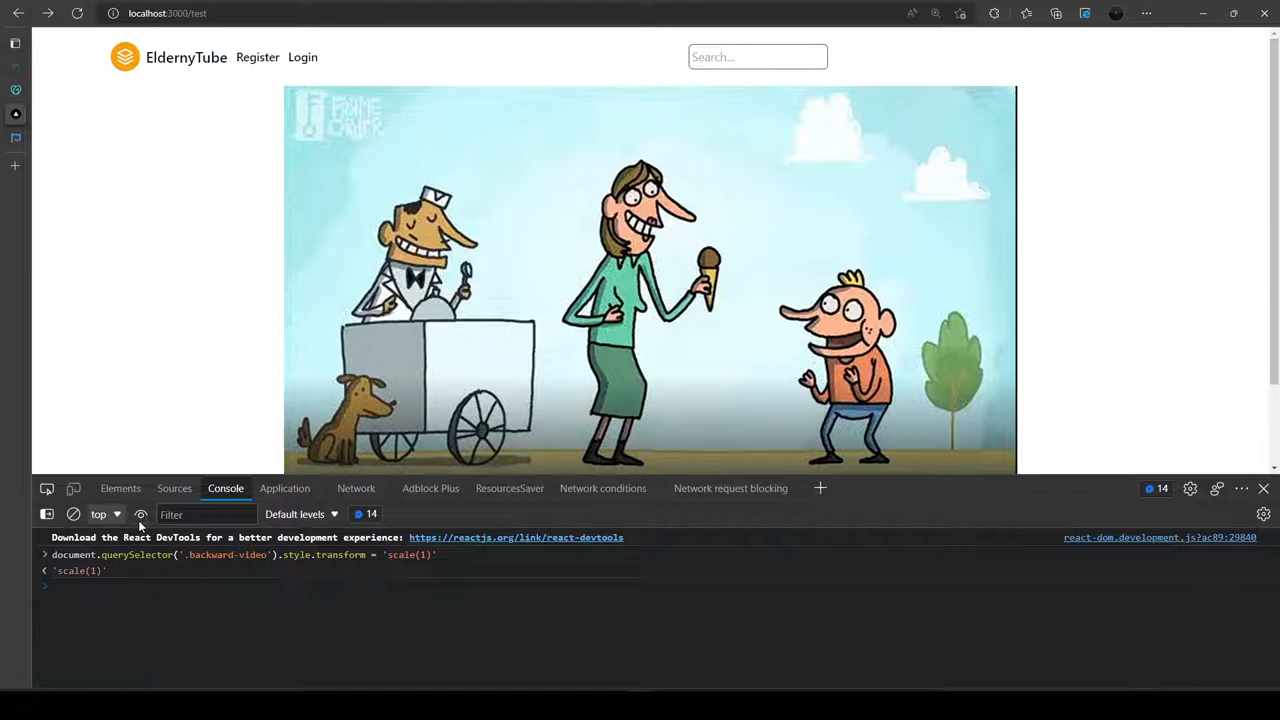 localhost:3000/test
EldernyTube Register Login
Search...
FRAME
ORDER
Elements Sources Console Application Network Adblock Plus ResourcesSaver Network conditions Network request blocking 14
top Filter Default levels 14
Download the React DevTools for a better development experience: https://reactjs.org/link/react-devtools react-dom.development.js?ac89:29840
document.querySelector('.backward-video').style.transform = 'scale(1)'
'scale(1)'